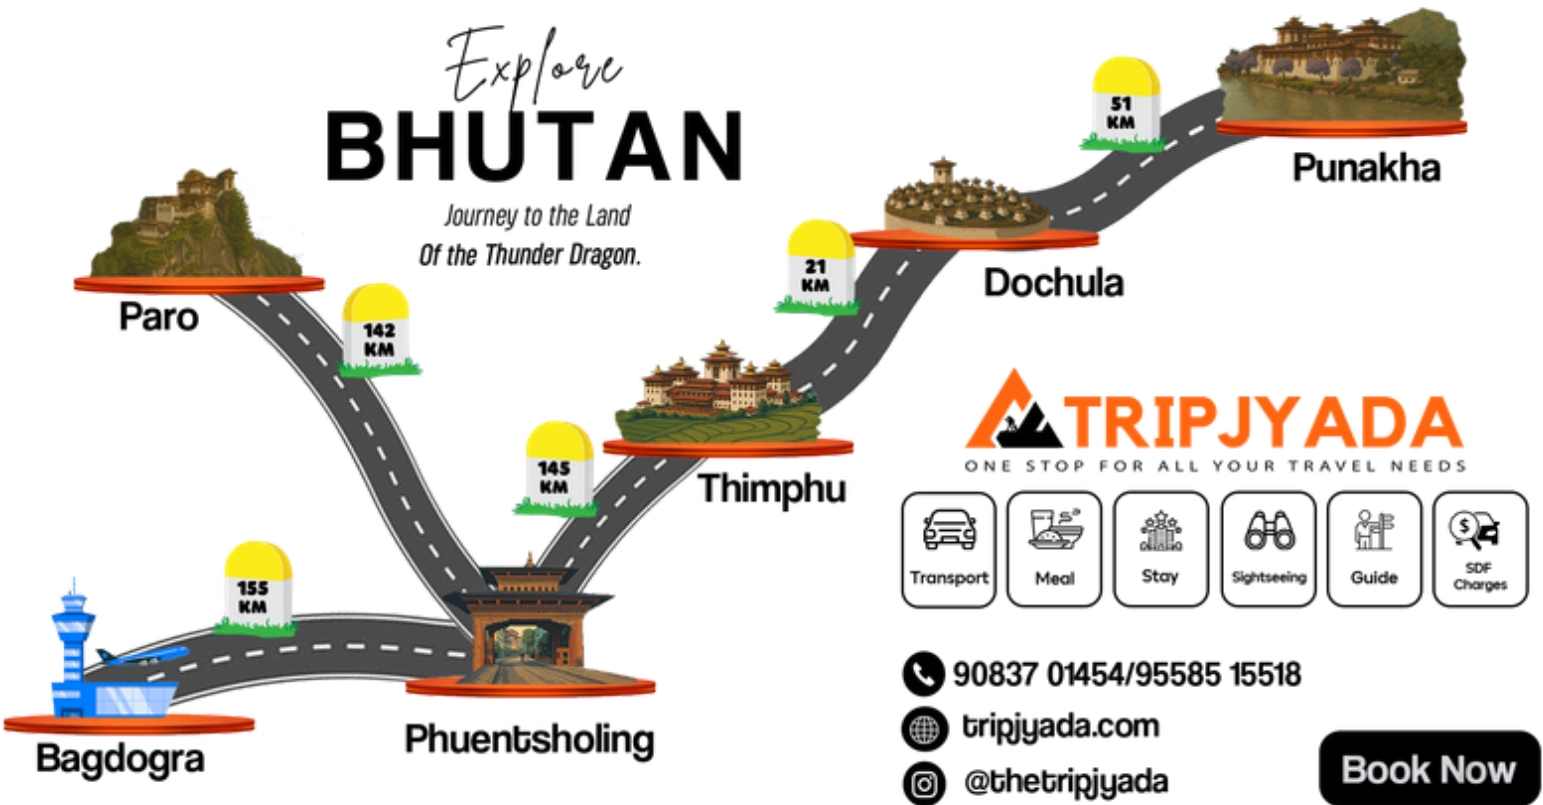 Explore
BHUTAN
Journey to the Land
Of the Thunder Dragon.
51
KM
Punakha
21
KM
Dochula
Paro
142
KM
145
KM
Thimphu
155
KM
Phuentsholing
Bagdogra
TRIPJYADA
ONE STOP FOR ALL YOUR TRAVEL NEEDS
Transport
Meal
Stay
Sightseeing
Guide
SDF
Charges
90837 01454/95585 15518
tripjyada.com
@thetripjyada
Book Now